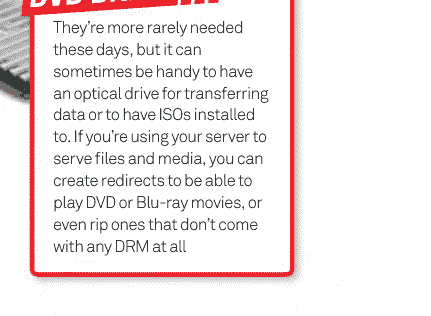 They're more rarely needed
these days, but it can
sometimes be handy to have
an optical drive for transferring
data or to have ISOs installed
to. If you're using your server to
serve files and media, you can
create redirects to be able to
play DVD or Blu-ray movies, or
even rip ones that don't come
with any DRM at all